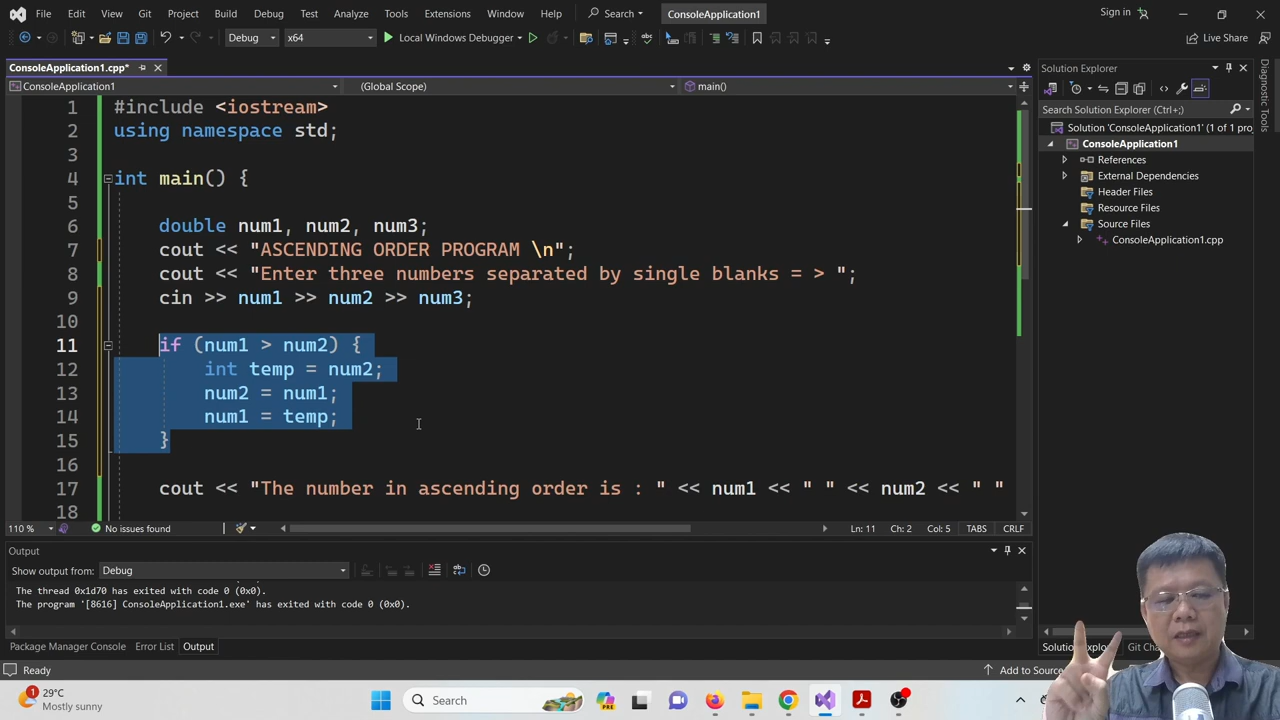 File Edit View Git Project Build Debug Test Analyze Tools Extensions Window Help Search ConsoleApplication1 Sign in
Debug x64 Local Windows Debugger Live Share
ConsoleApplication1.cpp*
ConsoleApplication1 (Global Scope) main()
1 #include <iostream>
2 using namespace std;
3
4 int main() {
5
6 double num1, num2, num3;
7 cout << "ASCENDING ORDER PROGRAM \n";
8 cout << "Enter three numbers separated by single blanks = > ";
9 cin >> num1 >> num2 >> num3;
10
11 if (num1 > num2) {
12 int temp = num2;
13 num2 = num1;
14 num1 = temp;
15 }
16
17 cout << "The number in ascending order is : " << num1 << " " << num2 << " "
18
110 % No issues found Ln: 11 Ch: 2 Col: 5 TABS CRLF
Output
Show output from: Debug
The thread 0x1d70 has exited with code 0 (0x0).
The program '[8616] ConsoleApplication1.exe' has exited with code 0 (0x0).
Package Manager Console Error List Output
Ready Add to Source
Solution Explorer
Search Solution Explorer (Ctrl+;)
Solution 'ConsoleApplication1' (1 of 1 proj
ConsoleApplication1
References
External Dependencies
Header Files
Resource Files
Source Files
ConsoleApplication1.cpp
Git
Diagnostic Tools
1
29°C
Mostly sunny
Search
PRE